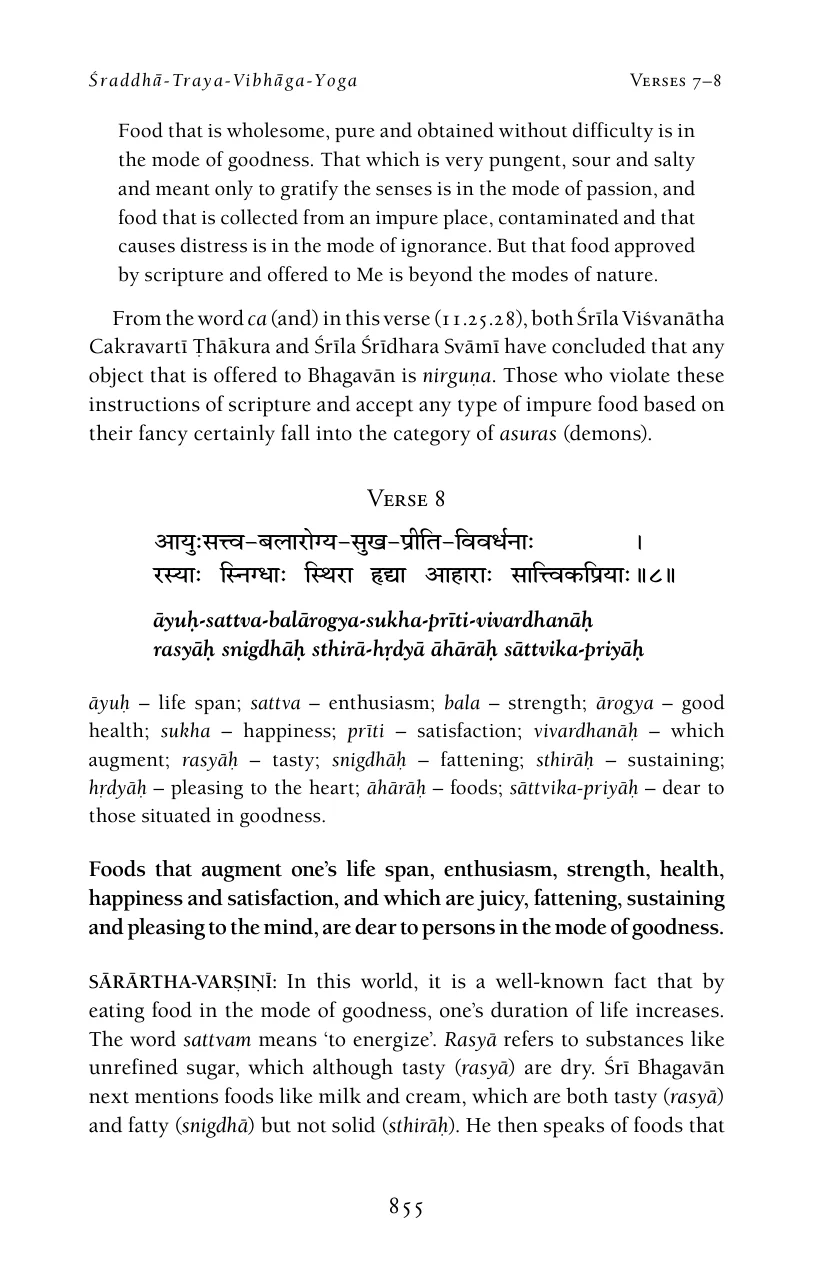 Śraddhā-Traya-Vibhāga-Yoga Verses 7–8
Food that is wholesome, pure and obtained without difficulty is in
the mode of goodness. That which is very pungent, sour and salty
and meant only to gratify the senses is in the mode of passion, and
food that is collected from an impure place, contaminated and that
causes distress is in the mode of ignorance. But that food approved
by scripture and offered to Me is beyond the modes of nature.
From the word ca (and) in this verse (11.25.28), both Śrīla Viśvanātha
Cakravartī Ṭhākura and Śrīla Śrīdhara Svāmī have concluded that any
object that is offered to Bhagavān is nirguṇa. Those who violate these
instructions of scripture and accept any type of impure food based on
their fancy certainly fall into the category of asuras (demons).
Verse 8
आयुःसत्त्व–बलारोग्य–सुख–प्रीति–विवर्धनाः ।
रस्याः स्निग्धाः स्थिरा हृद्या आहाराः सात्त्विकप्रियाः॥८॥
āyuḥ-sattva-balārogya-sukha-prīti-vivardhanāḥ
rasyāḥ snigdhāḥ sthirā-hṛdyā āhārāḥ sāttvika-priyāḥ
āyuḥ – life span; sattva – enthusiasm; bala – strength; ārogya – good
health; sukha – happiness; prīti – satisfaction; vivardhanāḥ – which
augment; rasyāḥ – tasty; snigdhāḥ – fattening; sthirāḥ – sustaining;
hṛdyāḥ – pleasing to the heart; āhārāḥ – foods; sāttvika-priyāḥ – dear to
those situated in goodness.
Foods that augment one’s life span, enthusiasm, strength, health,
happiness and satisfaction, and which are juicy, fattening, sustaining
and pleasing to the mind, are dear to persons in the mode of goodness.
SĀRĀRTHA-VARṢIṆĪ: In this world, it is a well-known fact that by
eating food in the mode of goodness, one’s duration of life increases.
The word sattvam means ‘to energize’. Rasyā refers to substances like
unrefined sugar, which although tasty (rasyā) are dry. Śrī Bhagavān
next mentions foods like milk and cream, which are both tasty (rasyā)
and fatty (snigdhā) but not solid (sthirāḥ). He then speaks of foods that
855